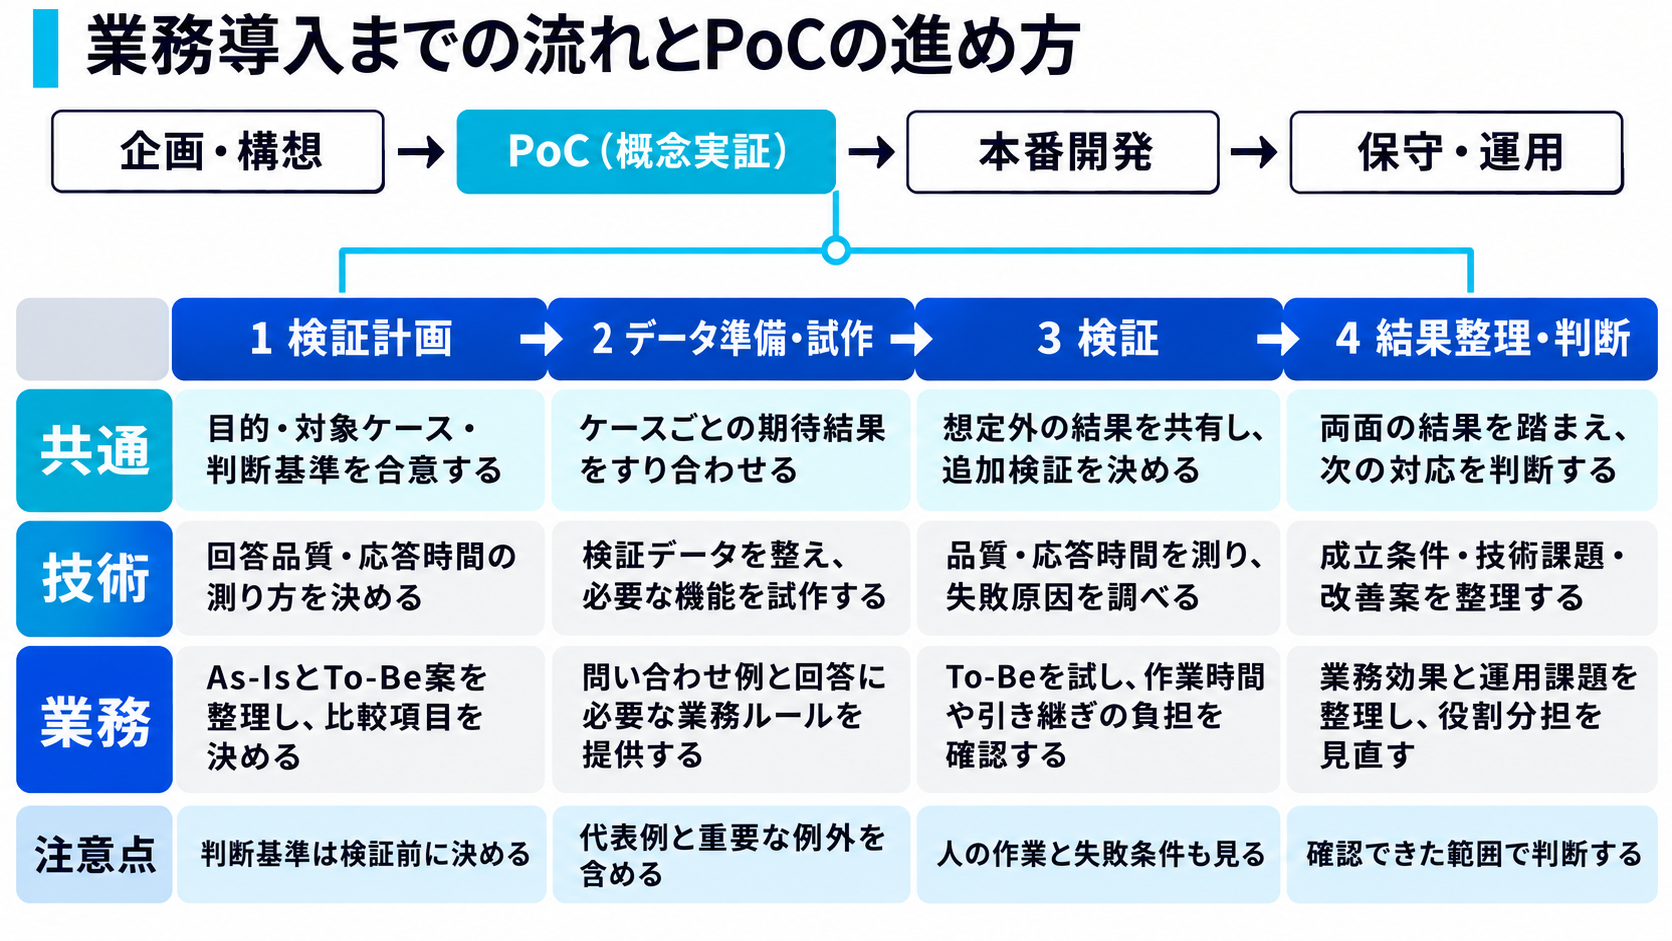 業務導入までの流れとPoCの進め方
企画・構想
PoC（概念実証）
本番開発
保守・運用
1 検証計画
2 データ準備・試作
3 検証
4 結果整理・判断
共通
目的・対象ケース・
判断基準を合意する
ケースごとの期待結果
をすり合わせる
想定外の結果を共有し、
追加検証を決める
両面の結果を踏まえ、
次の対応を判断する
技術
回答品質・応答時間の
測り方を決める
検証データを整え、
必要な機能を試作する
品質・応答時間を測り、
失敗原因を調べる
成立条件・技術課題・
改善案を整理する
業務
As-IsとTo-Be案を
整理し、比較項目を
決める
問い合わせ例と回答に
必要な業務ルールを
提供する
To-Beを試し、作業時間
や引き継ぎの負担を
確認する
業務効果と運用課題を
整理し、役割分担を
見直す
注意点
判断基準は検証前に決める
代表例と重要な例外を
含める
人の作業と失敗条件も見る
確認できた範囲で判断する